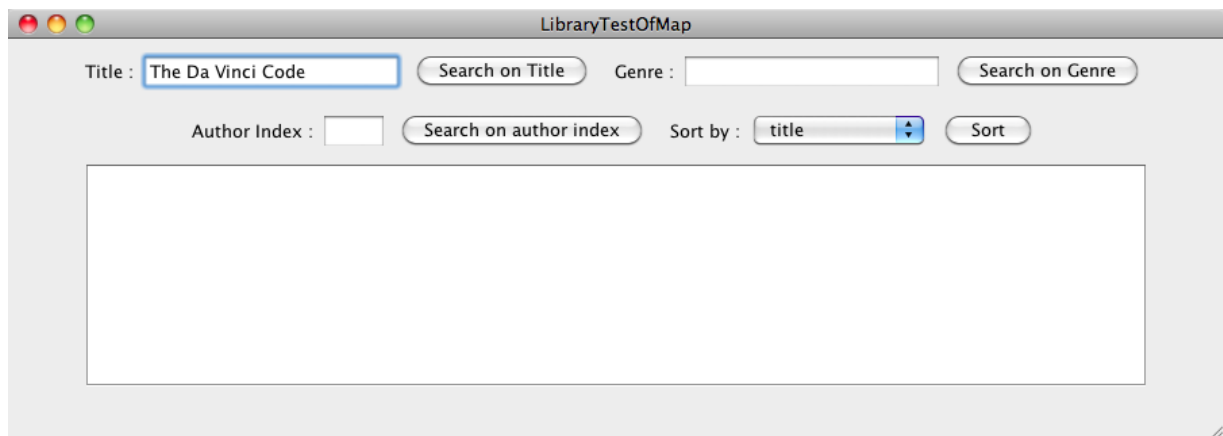 LibraryTestOfMap
Title : The Da Vinci Code Search on Title Genre : Search on Genre
Author Index : Search on author index Sort by : title Sort